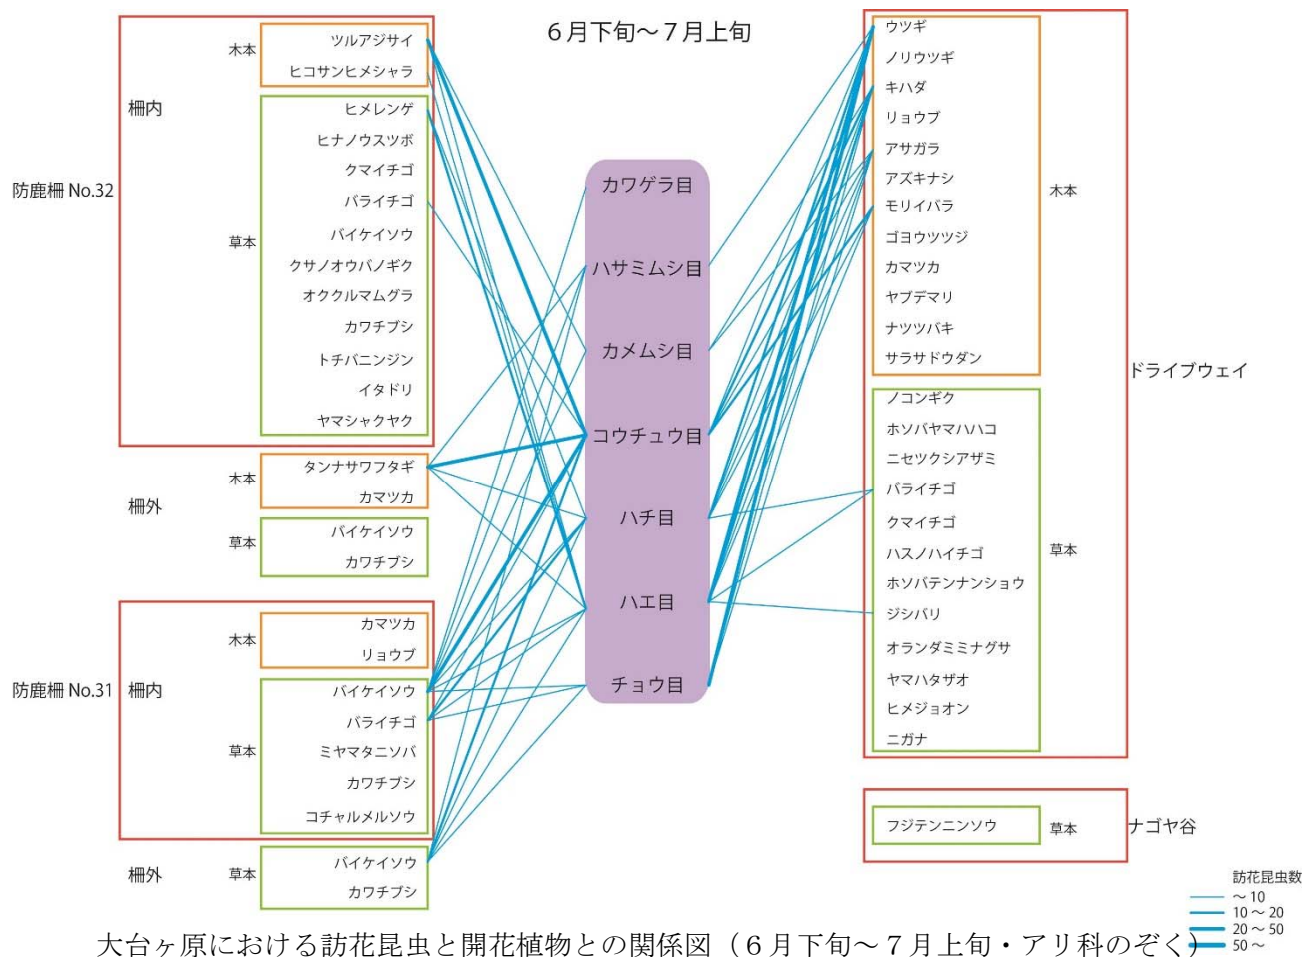 6月下旬～7月上旬
防鹿柵 No.32
柵内
木本
ツルアジサイ
ヒコサンヒメシャラ
草本
ヒメレンゲ
ヒナノウスツボ
クマイチゴ
バライチゴ
バイケイソウ
クサノオウバノギク
オククルマムグラ
カワチブシ
トチバニンジン
イタドリ
ヤマシャクヤク
柵外
木本
タンナサワフタギ
カマツカ
草本
バイケイソウ
カワチブシ
防鹿柵 No.31
柵内
木本
カマツカ
リョウブ
草本
バイケイソウ
バライチゴ
ミヤマタニソバ
カワチブシ
コチャルメルソウ
柵外
草本
バイケイソウ
カワチブシ
カワゲラ目
ハサミムシ目
カメムシ目
コウチュウ目
ハチ目
ハエ目
チョウ目
ウツギ
ノリウツギ
キハダ
リョウブ
アサガラ
アズキナシ
モリイバラ
ゴヨウツツジ
カマツカ
ヤブデマリ
ナツツバキ
サラサドウダン
木本
ドライブウェイ
ノコンギク
ホソバヤマハハコ
ニセツクシアザミ
バライチゴ
クマイチゴ
ハスノハイチゴ
ホソバテンナンショウ
ジシバリ
オランダミミナグサ
ヤマハタザオ
ヒメジョオン
ニガナ
草本
フジテンニンソウ
草本
ナゴヤ谷
訪花昆虫数
～ 10
10 ～ 20
20 ～ 50
50 ～
大台ヶ原における訪花昆虫と開花植物との関係図（6月下旬～7月上旬・アリ科のぞく）